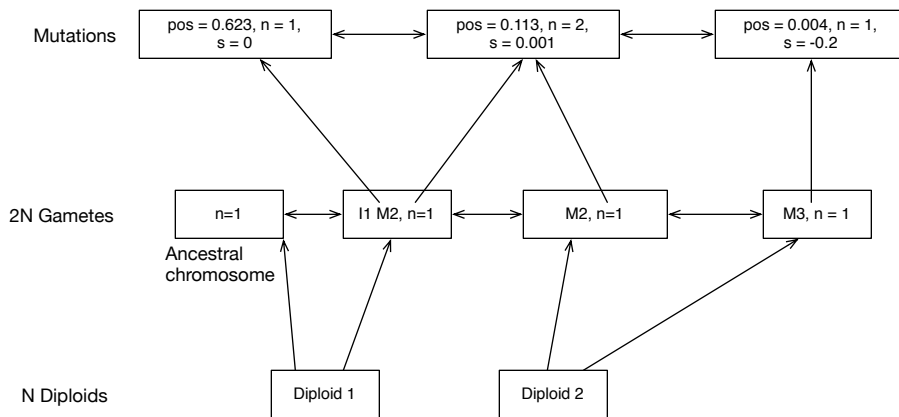 Mutations
pos = 0.623, n = 1,
s = 0
pos = 0.113, n = 2,
s = 0.001
pos = 0.004, n = 1,
s = -0.2
2N Gametes
n=1
I1 M2, n=1
M2, n=1
M3, n = 1
Ancestral
chromosome
N Diploids
Diploid 1
Diploid 2